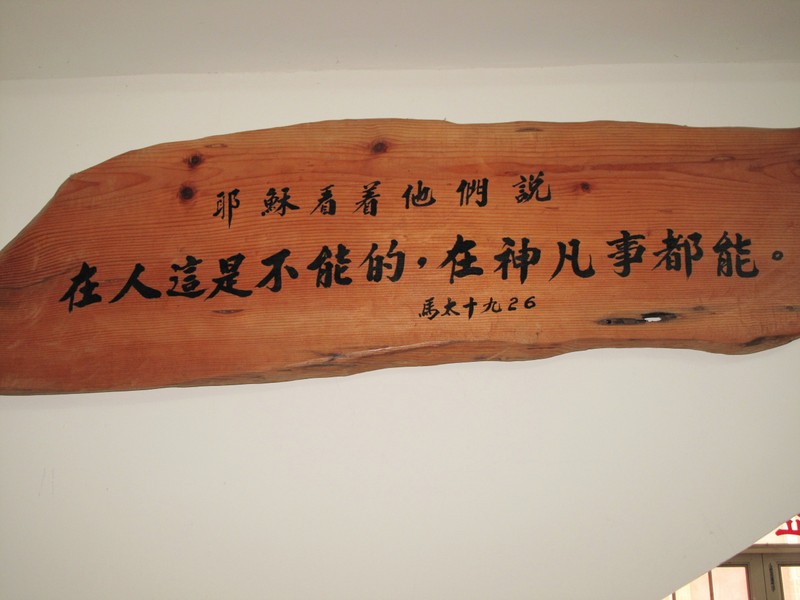 耶穌看着他們說
在人這是不能的，在神凡事都能。
馬太十九26